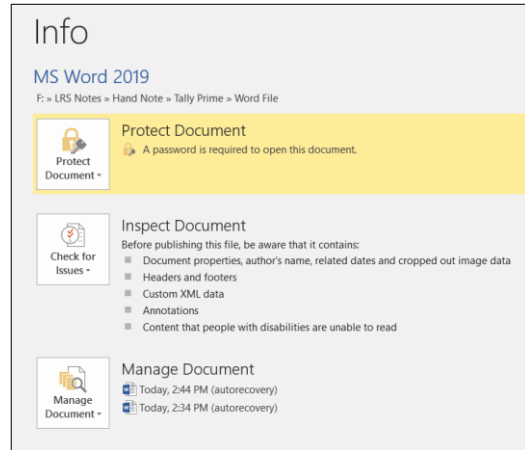 Info
MS Word 2019
F: » LRS Notes » Hand Note » Tally Prime » Word File
Protect Document
A password is required to open this document.
Protect
Document
Inspect Document
Before publishing this file, be aware that it contains:
Document properties, author's name, related dates and cropped out image data
Headers and footers
Custom XML data
Annotations
Content that people with disabilities are unable to read
Check for
Issues
Manage Document
Today, 2:44 PM (autorecovery)
Today, 2:34 PM (autorecovery)
Manage
Document